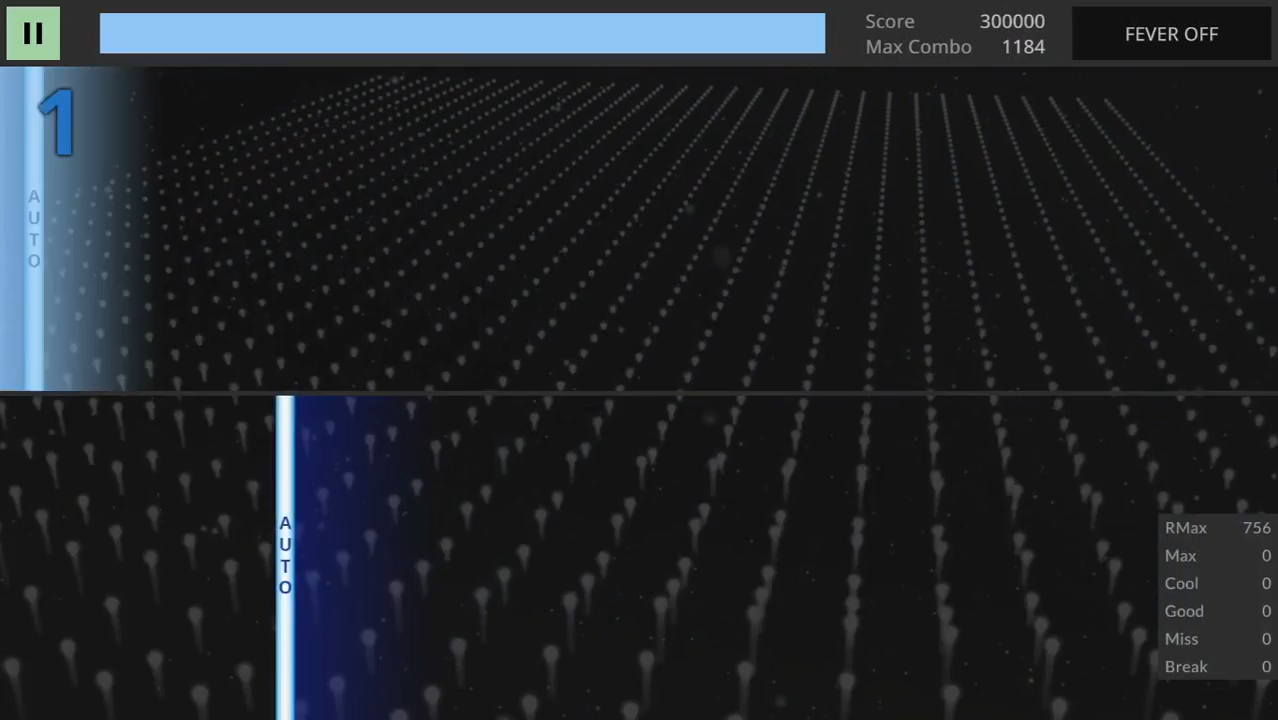 Score 300000
Max Combo 1184
FEVER OFF
1
AUTO
AUTO
RMax 756
Max 0
Cool 0
Good 0
Miss 0
Break 0